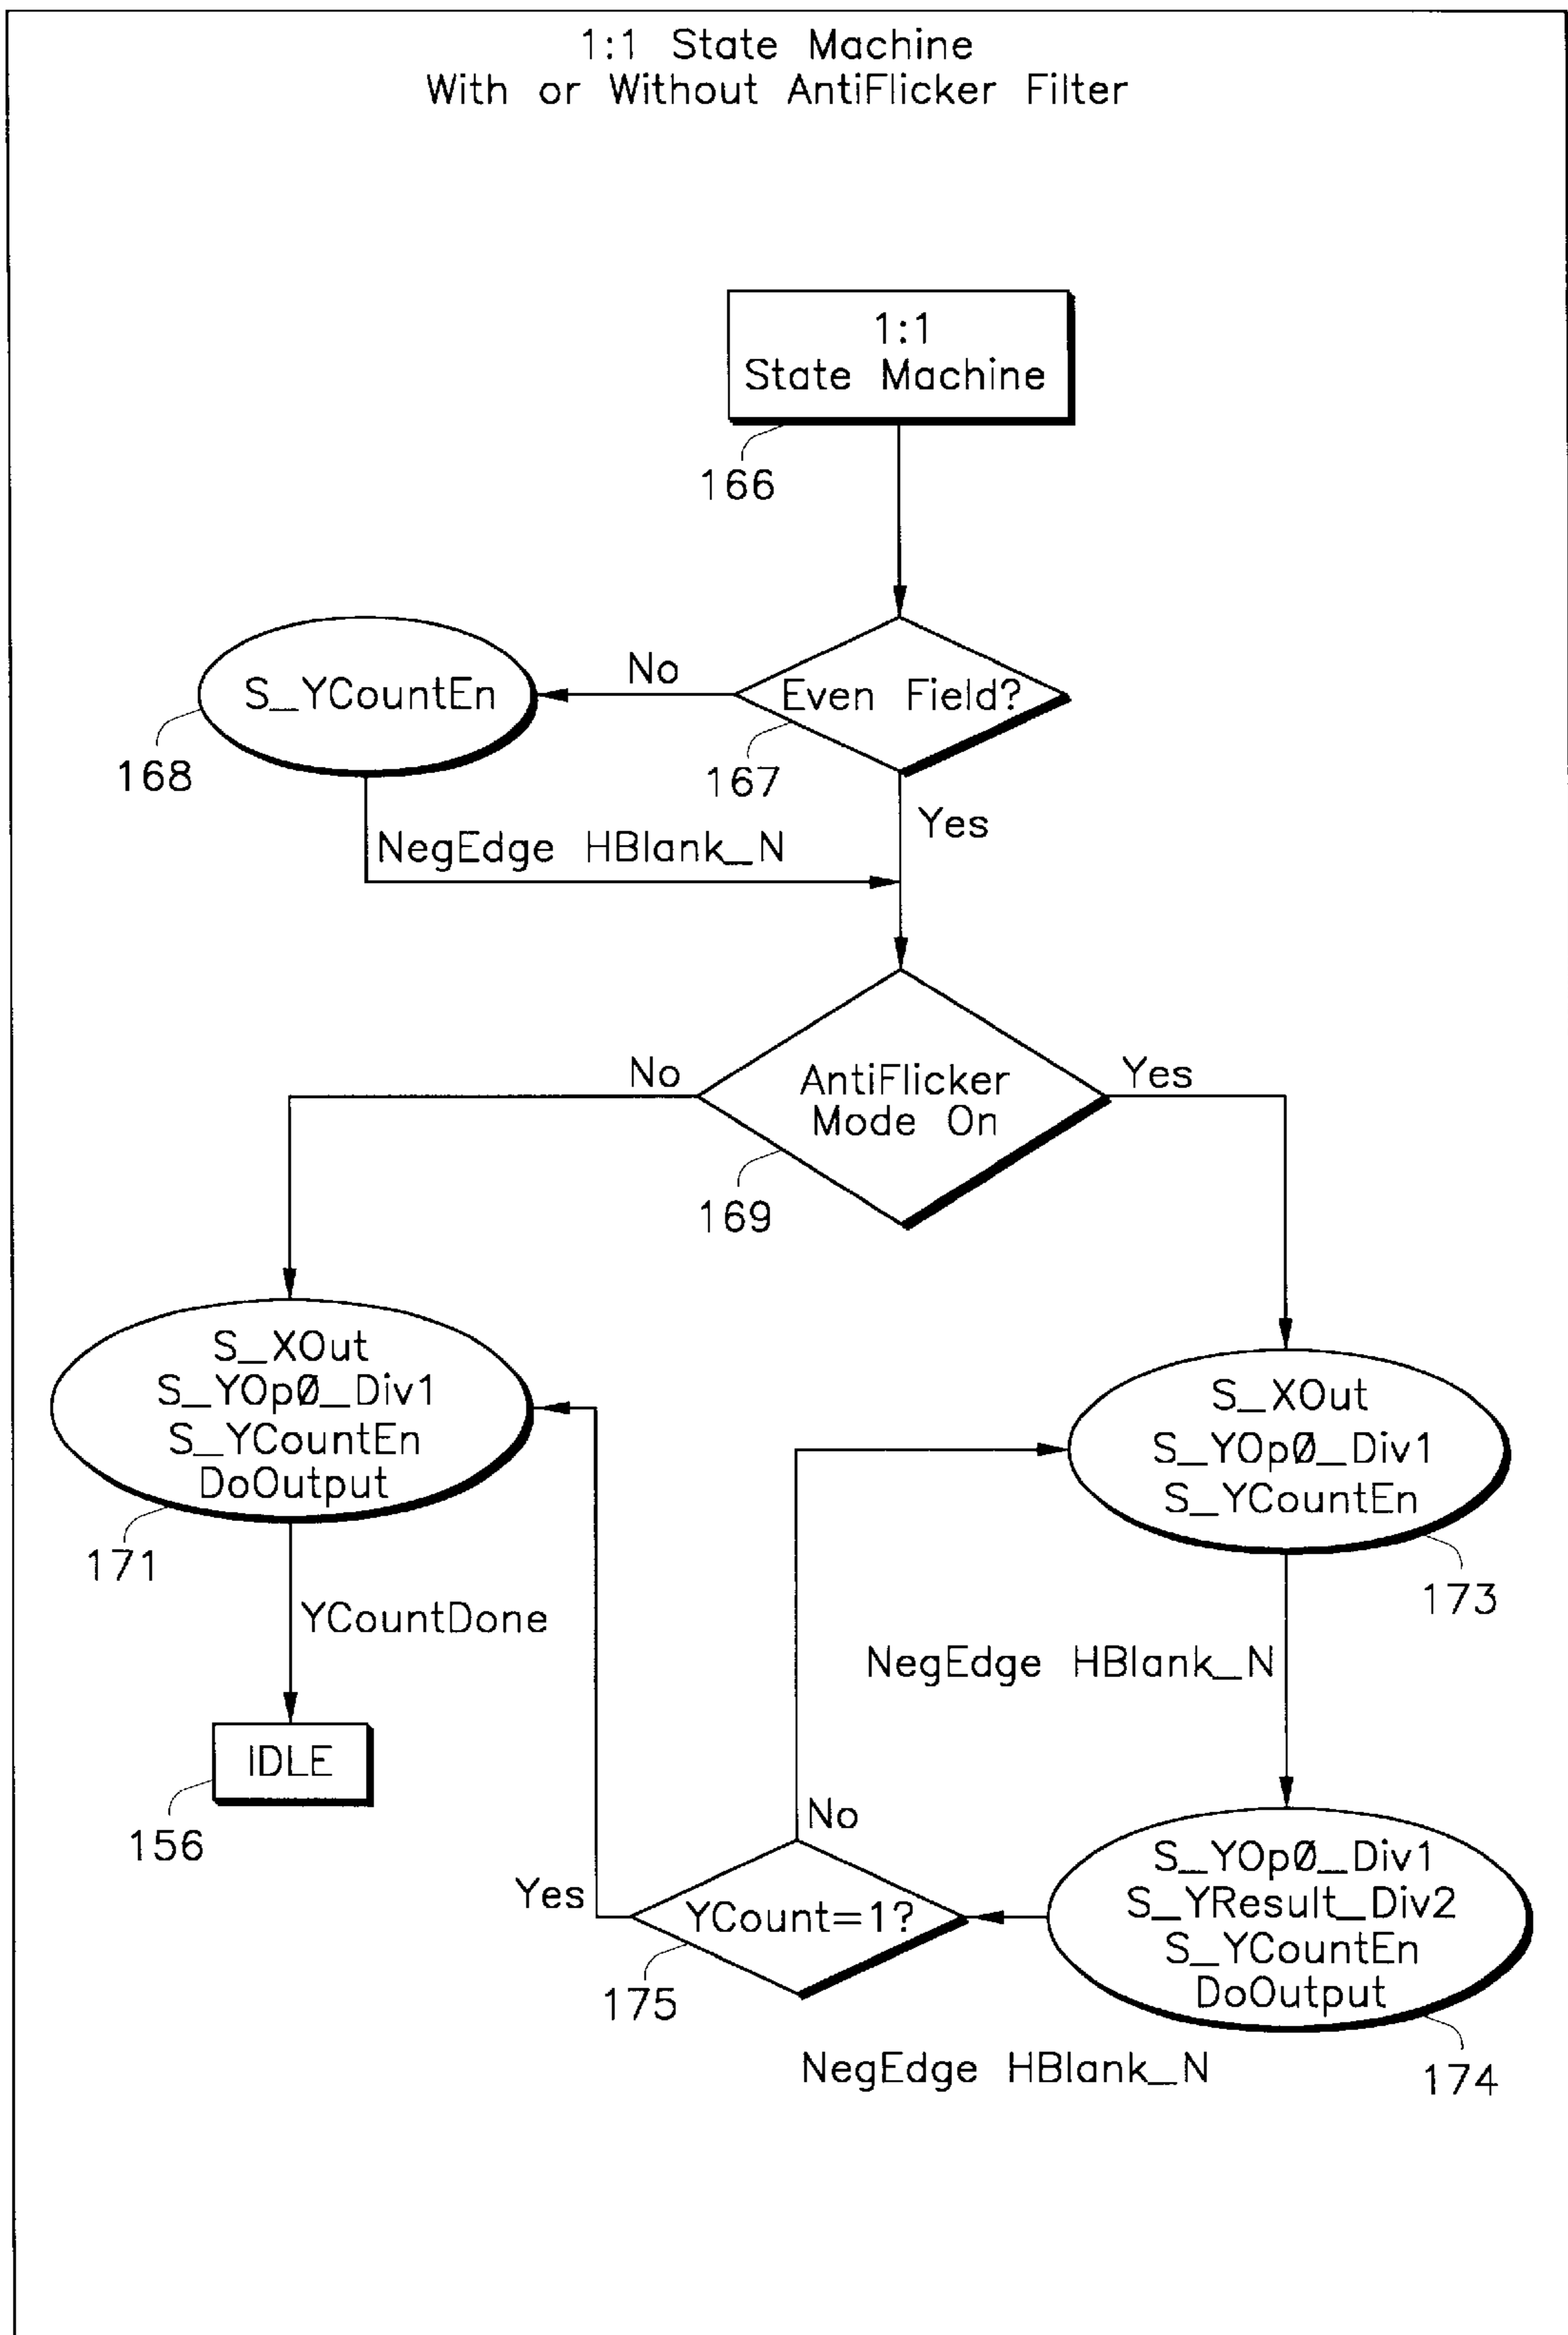 1:1 State Machine
With or Without AntiFlicker Filter
1:1
State Machine
166
Even Field?
167
No
S_YCountEn
168
Yes
NegEdge HBlank_N
AntiFlicker
Mode On
169
No
Yes
S_XOut
S_YOpØ_Div1
S_YCountEn
DoOutput
171
S_XOut
S_YOpØ_Div1
S_YCountEn
173
YCountDone
NegEdge HBlank_N
IDLE
156
No
Yes
YCount=1?
175
S_YOpØ_Div1
S_YResult_Div2
S_YCountEn
DoOutput
174
NegEdge HBlank_N